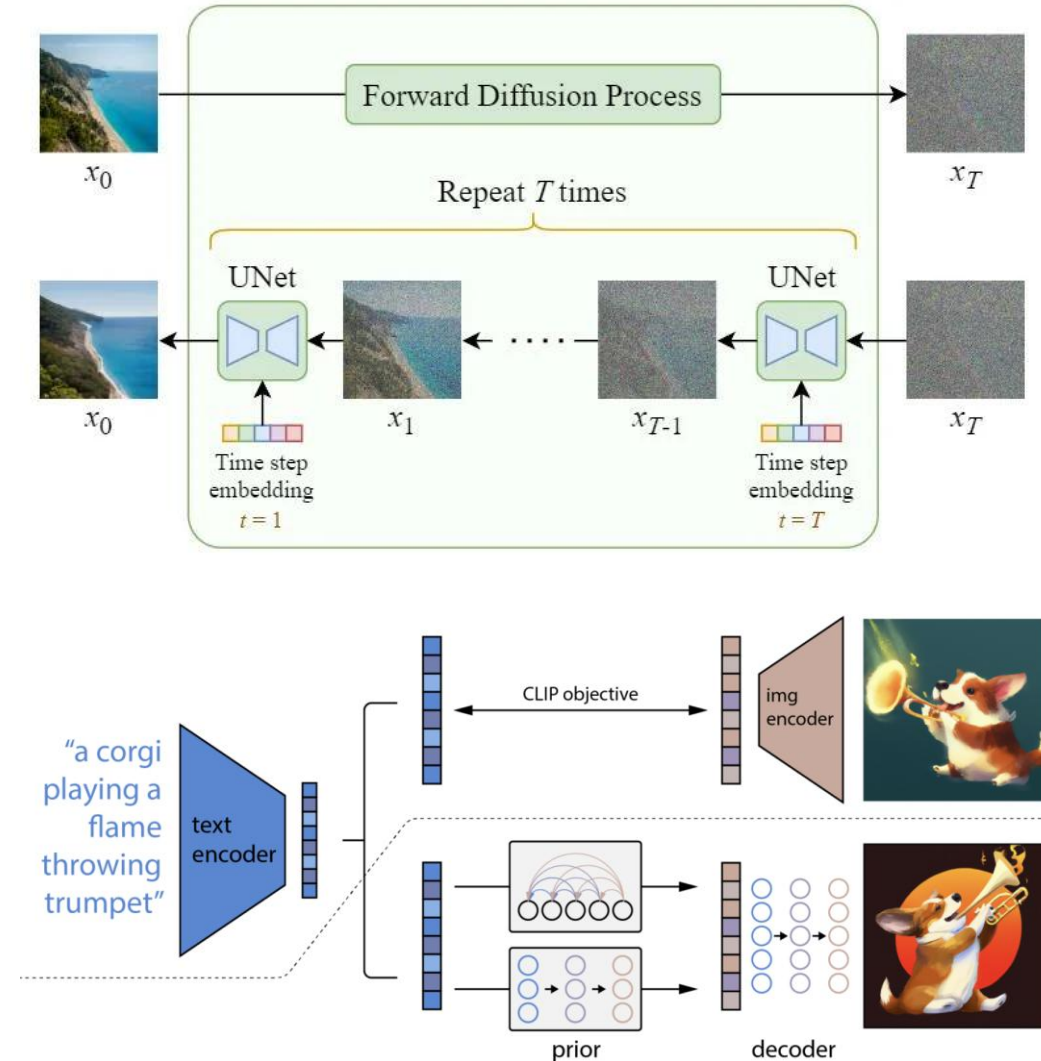 Forward Diffusion Process
x0
xT
Repeat T times
UNet
UNet
x0
x1
....
xT-1
xT
Time step
embedding
t = 1
Time step
embedding
t = T
“a corgi
playing a
flame
throwing
trumpet”
text
encoder
CLIP objective
img
encoder
prior
decoder